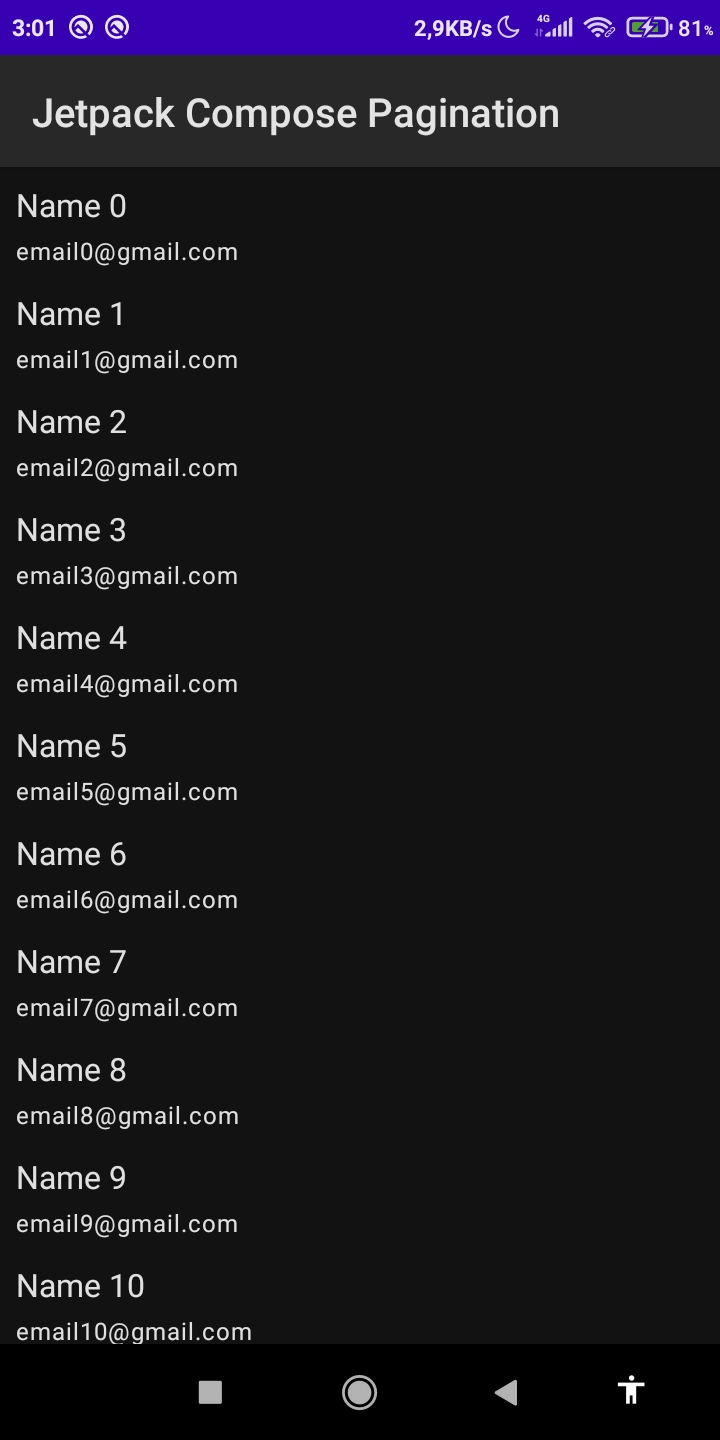 3:01 2,9KB/s 4G 81%
Jetpack Compose Pagination
Name 0
email0@gmail.com
Name 1
email1@gmail.com
Name 2
email2@gmail.com
Name 3
email3@gmail.com
Name 4
email4@gmail.com
Name 5
email5@gmail.com
Name 6
email6@gmail.com
Name 7
email7@gmail.com
Name 8
email8@gmail.com
Name 9
email9@gmail.com
Name 10
email10@gmail.com